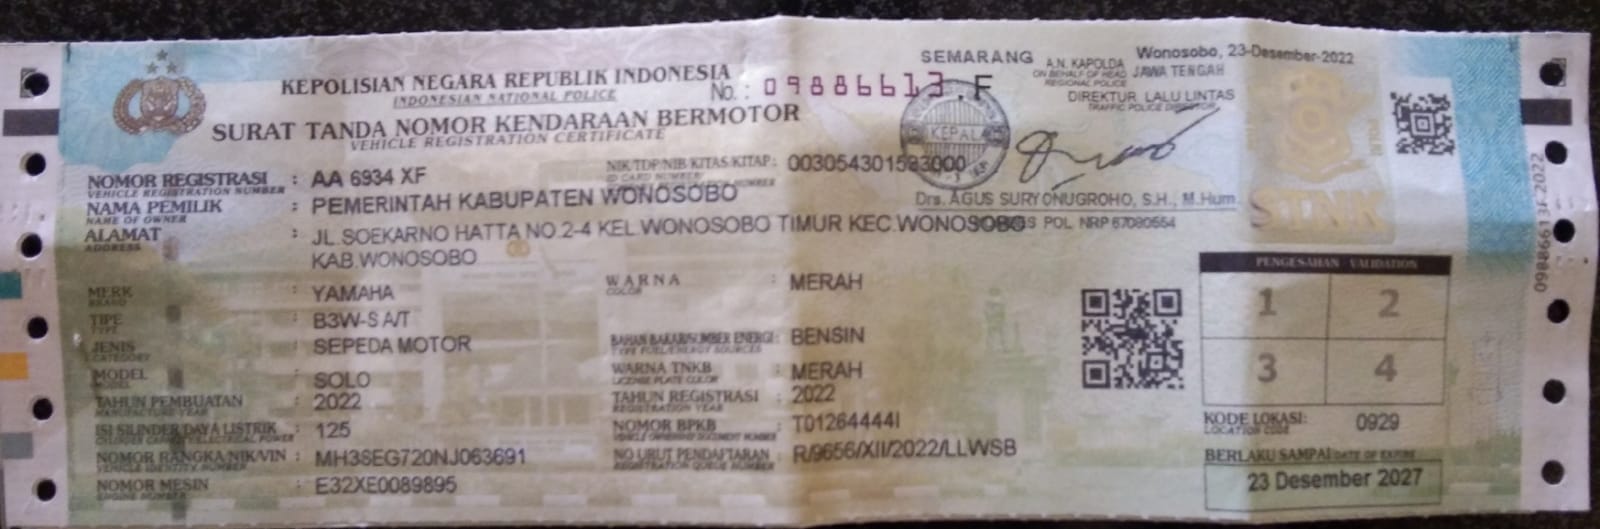 SEMARANG A.N. KAPOLDA Wonosobo, 23-Desember-2022
ON BEHALF OF HEAD JAWA TENGAH
REGIONAL POLICE
KEPOLISIAN NEGARA REPUBLIK INDONESIA
INDONESIAN NATIONAL POLICE
No. : 09886613.F
DIREKTUR LALU LINTAS
TRAFFIC POLICE DIRECTOR
SURAT TANDA NOMOR KENDARAAN BERMOTOR
VEHICLE REGISTRATION CERTIFICATE
KEPALA
NOMOR REGISTRASI : AA 6934 XF
VEHICLE REGISTRATION NUMBER
NIK/TDP/NIB/KITAS/KITAP :
NAMA PEMILIK : PEMERINTAH KABUPATEN WONOSOBO
NAME OF OWNER
Drs. AGUS SURYONUGROHO, S.H., M.Hum.
POL NRP
ALAMAT : JL.SOEKARNO HATTA NO.2-4 KEL.WONOSOBO TIMUR KEC.WONOSOBO
ADDRESS
KAB.WONOSOBO
STNK
MERK : YAMAHA
BRAND
WARNA : MERAH
COLOR
TIPE : B3W-S A/T
TYPE
JENIS : SEPEDA MOTOR
CATEGORY
BAHAN BAKAR/SUMBER ENERGI : BENSIN
TYPE FUEL/ENERGY SOURCES
MODEL : SOLO
MODEL
WARNA TNKB : MERAH
LICENSE PLATE COLOR
TAHUN PEMBUATAN : 2022
MANUFACTURE YEAR
TAHUN REGISTRASI : 2022
REGISTRATION YEAR
ISI SILINDER/DAYA LISTRIK : 125
NOMOR BPKB : T01264444I
VEHICLE OWNERSHIP DOCUMENT NUMBER
NOMOR RANGKA/NIK/VIN : MH3SEG720NJ063691
VEHICLE IDENTITY NUMBER
NO URUT PENDAFTARAN : R/9656/XII/2022/LLWSB
REGISTRATION QUEUE NUMBER
NOMOR MESIN : E32XE0089895
ENGINE NUMBER
PENGESAHAN VALIDATION
1 2
3 4
KODE LOKASI : 0929
LOCATION CODE
BERLAKU SAMPAI DATE OF EXPIRE
23 Desember 2027
09886613F2022